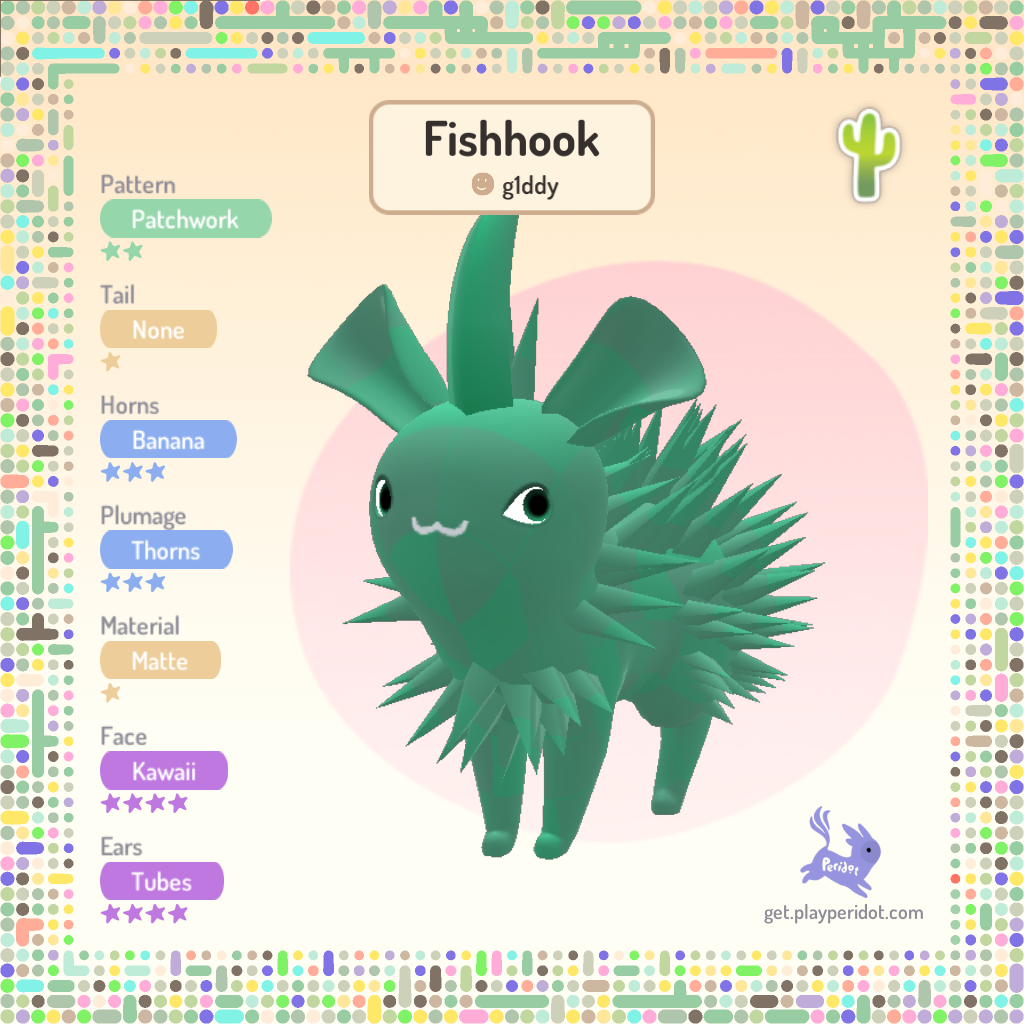 Fishhook
g1ddy
Pattern
Patchwork
Tail
None
Horns
Banana
Plumage
Thorns
Material
Matte
Face
Kawaii
Ears
Tubes
Peridot
get.playperidot.com